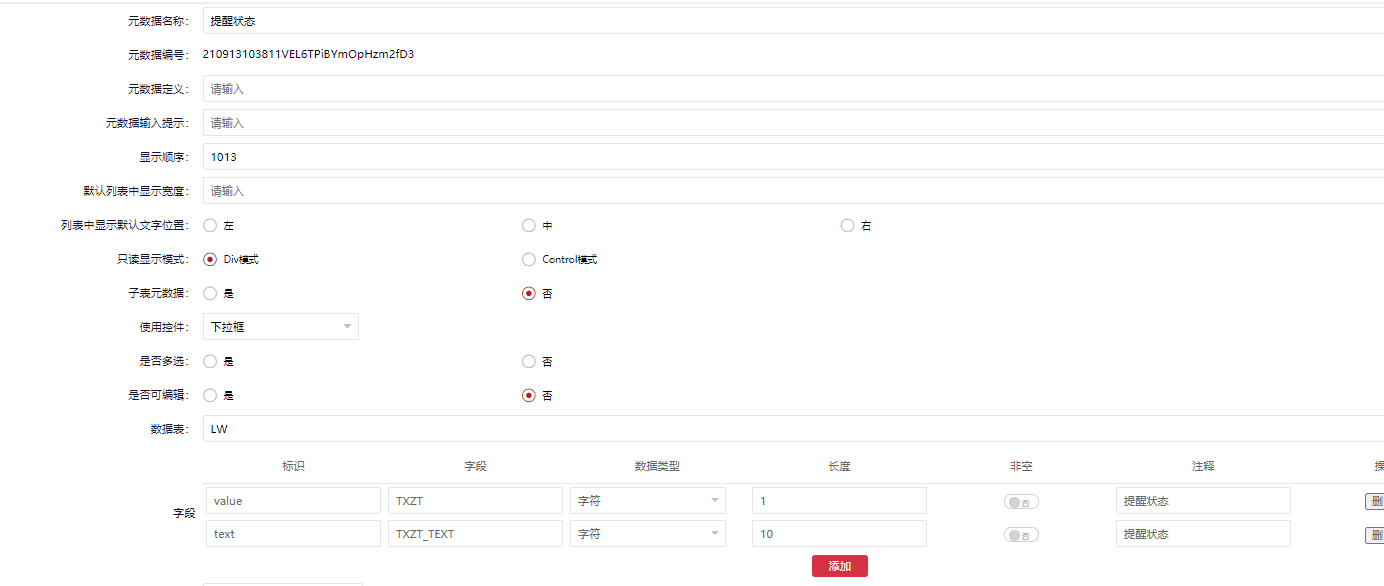 元数据名称： 提醒状态
元数据编号： 210913103811VEL6TPiBYmOpHzm2fD3
元数据定义： 请输入
元数据输入提示： 请输入
显示顺序： 1013
默认列表中显示宽度： 请输入
列表中显示默认文字位置： 左 中 右
只读显示模式： Div模式 Control模式
子表元数据： 是 否
使用控件： 下拉框
是否多选： 是 否
是否可编辑： 是 否
数据表： LW
标识 字段 数据类型 长度 非空 注释
字段
value TXZT 字符 1 否 提醒状态 删
text TXZT_TEXT 字符 10 否 提醒状态 删
添加